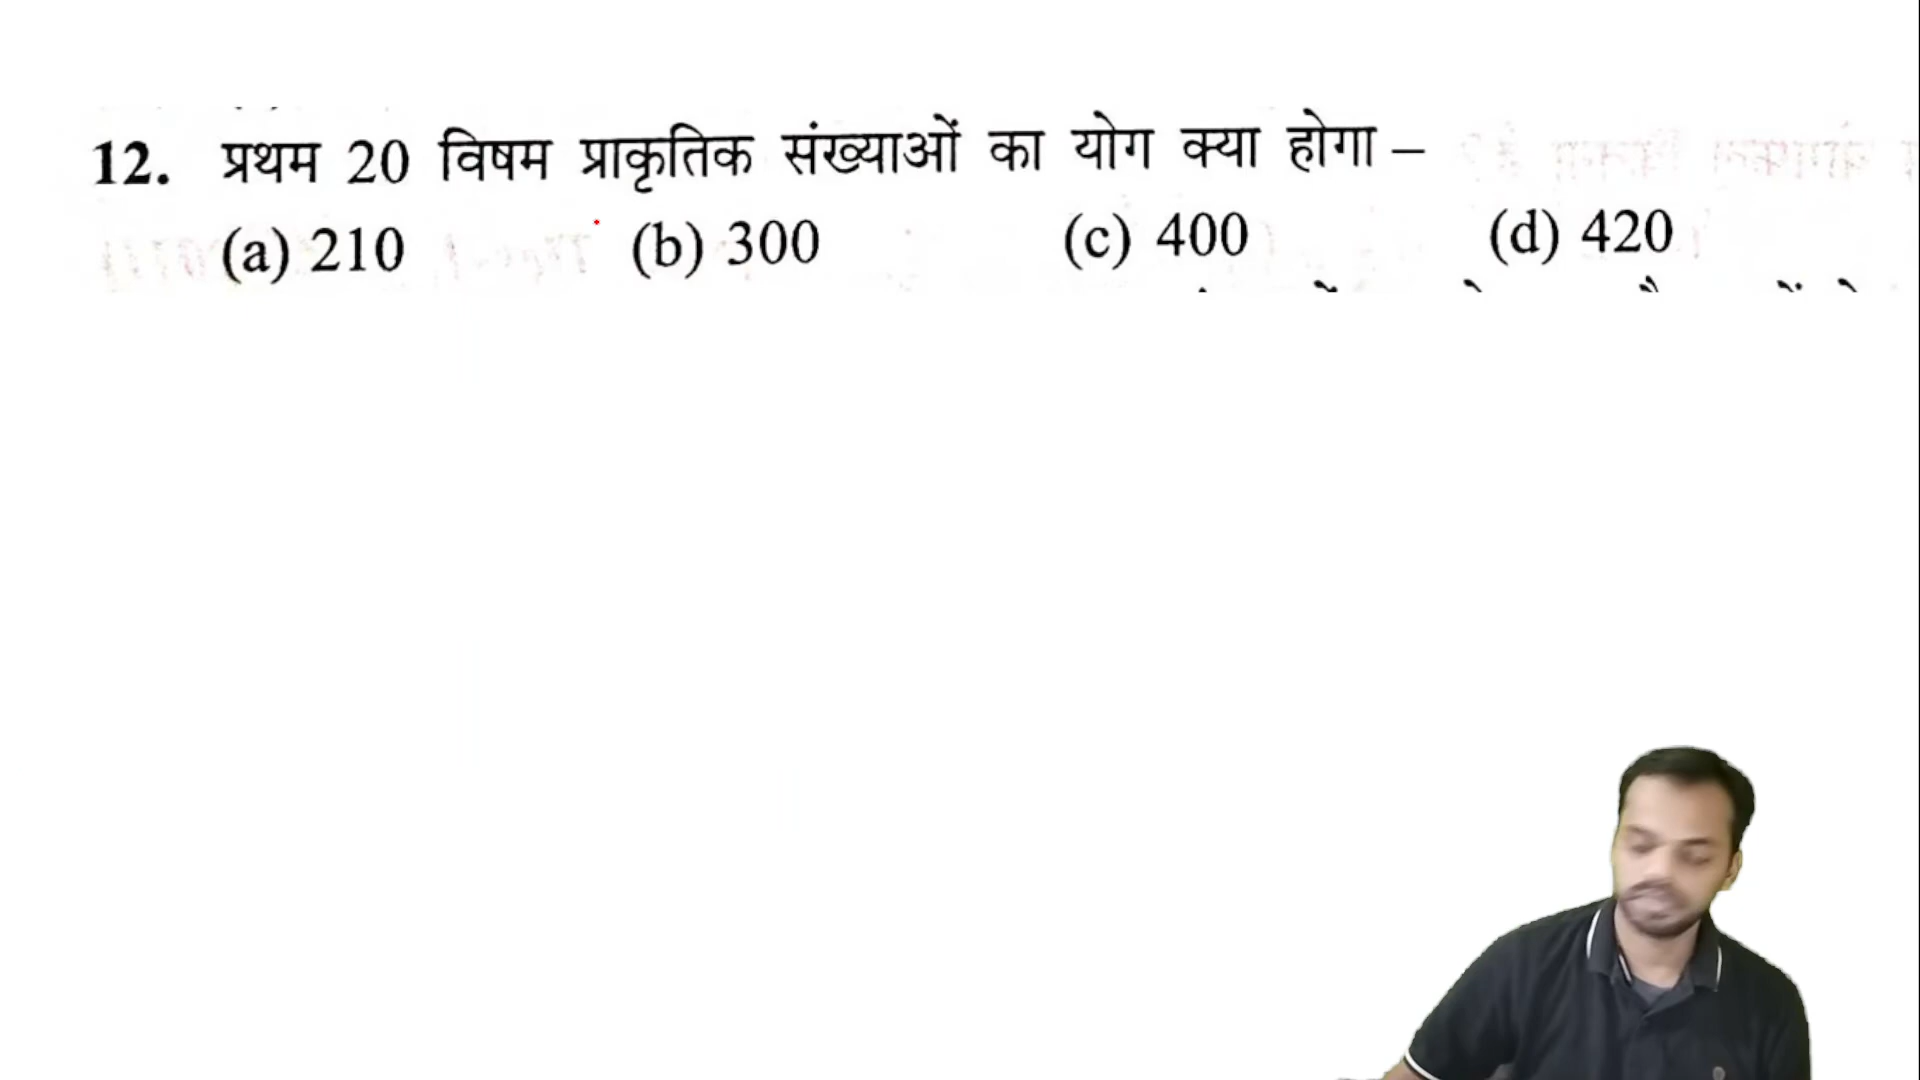 12. प्रथम 20 विषम प्राकृतिक संख्याओं का योग क्या होगा –
(a) 210 (b) 300 (c) 400 (d) 420